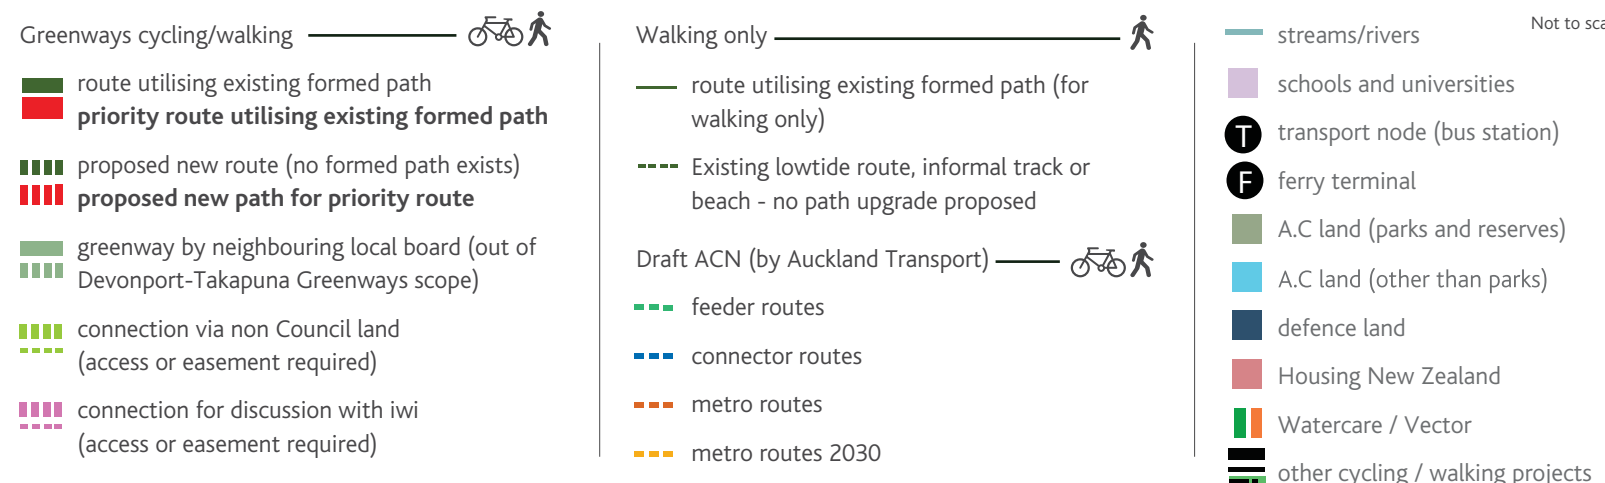 Greenways cycling/walking
route utilising existing formed path
priority route utilising existing formed path
proposed new route (no formed path exists)
proposed new path for priority route
greenway by neighbouring local board (out of
Devonport-Takapuna Greenways scope)
connection via non Council land
(access or easement required)
connection for discussion with iwi
(access or easement required)
Walking only
route utilising existing formed path (for
walking only)
Existing lowtide route, informal track or
beach - no path upgrade proposed
Draft ACN (by Auckland Transport)
feeder routes
connector routes
metro routes
metro routes 2030
Not to sca
streams/rivers
schools and universities
T transport node (bus station)
F ferry terminal
A.C land (parks and reserves)
A.C land (other than parks)
defence land
Housing New Zealand
Watercare / Vector
other cycling / walking projects